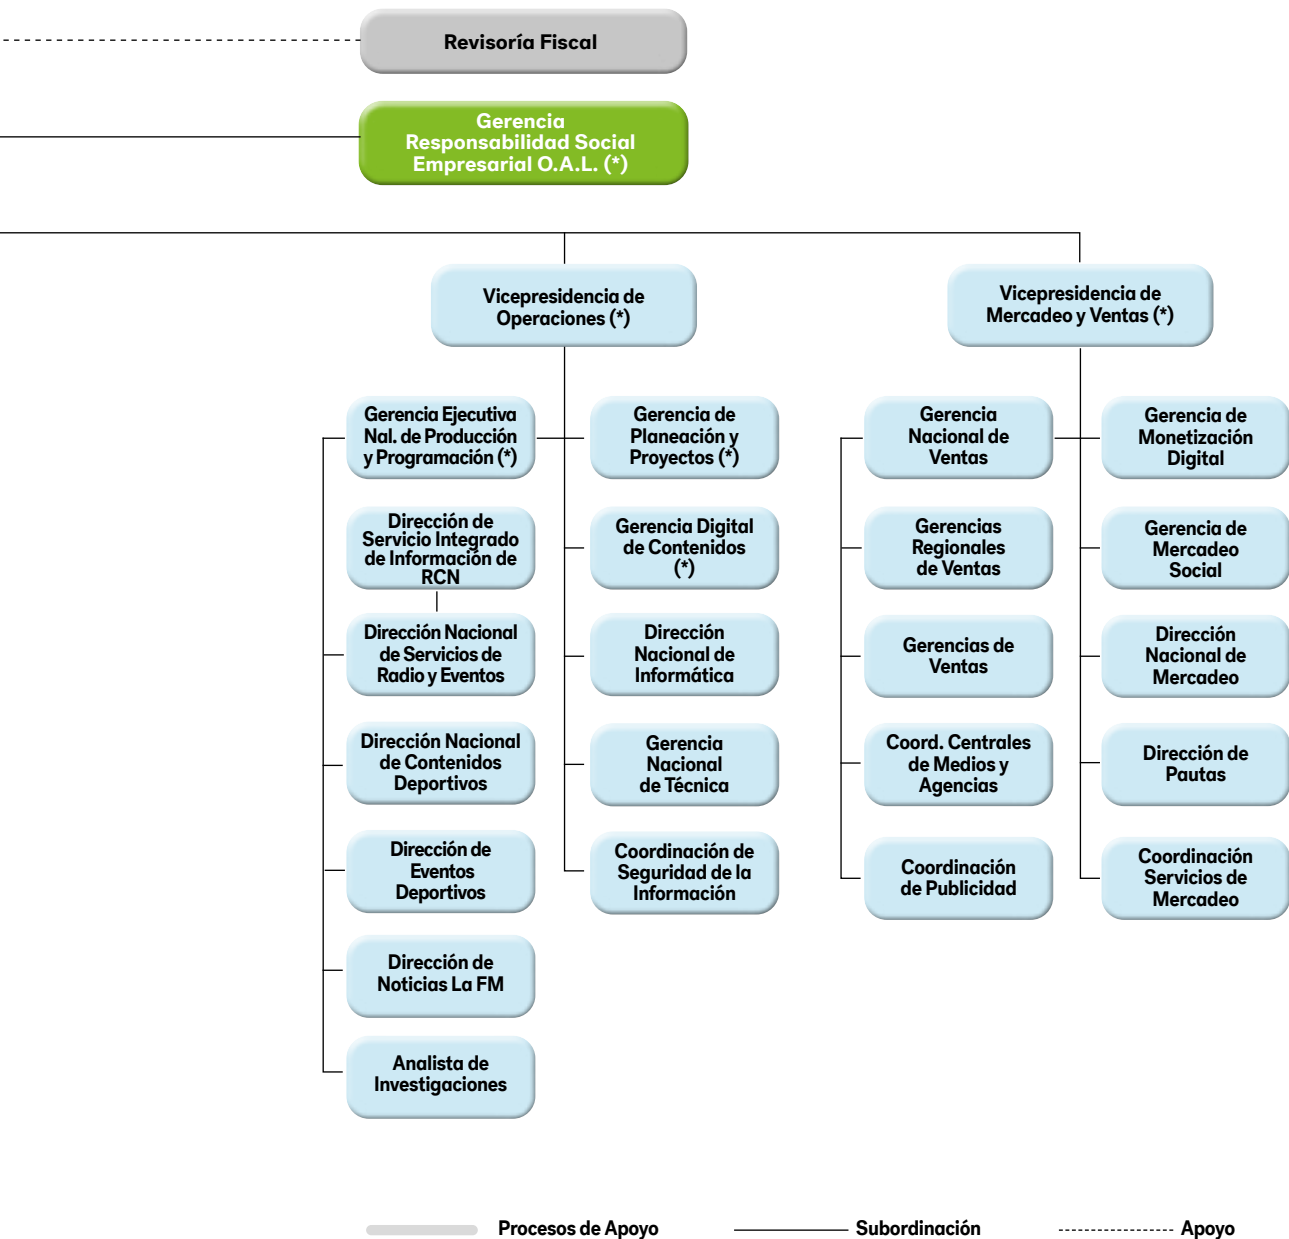 Revisoría Fiscal
Gerencia
Responsabilidad Social
Empresarial O.A.L. (*)
Vicepresidencia de
Operaciones (*)
Vicepresidencia de
Mercadeo y Ventas (*)
Gerencia Ejecutiva
Nal. de Producción
y Programación (*)
Dirección de
Servicio Integrado
de Información de
RCN
Dirección Nacional
de Servicios de
Radio y Eventos
Dirección Nacional
de Contenidos
Deportivos
Dirección de
Eventos
Deportivos
Dirección de
Noticias La FM
Analista de
Investigaciones
Gerencia de
Planeación y
Proyectos (*)
Gerencia Digital
de Contenidos
(*)
Dirección
Nacional de
Informática
Gerencia
Nacional
de Técnica
Coordinación de
Seguridad de la
Información
Gerencia
Nacional de
Ventas
Gerencias
Regionales
de Ventas
Gerencias de
Ventas
Coord. Centrales
de Medios y
Agencias
Coordinación
de Publicidad
Gerencia de
Monetización
Digital
Gerencia de
Mercadeo
Social
Dirección
Nacional de
Mercadeo
Dirección de
Pautas
Coordinación
Servicios de
Mercadeo
Procesos de Apoyo
Subordinación
Apoyo